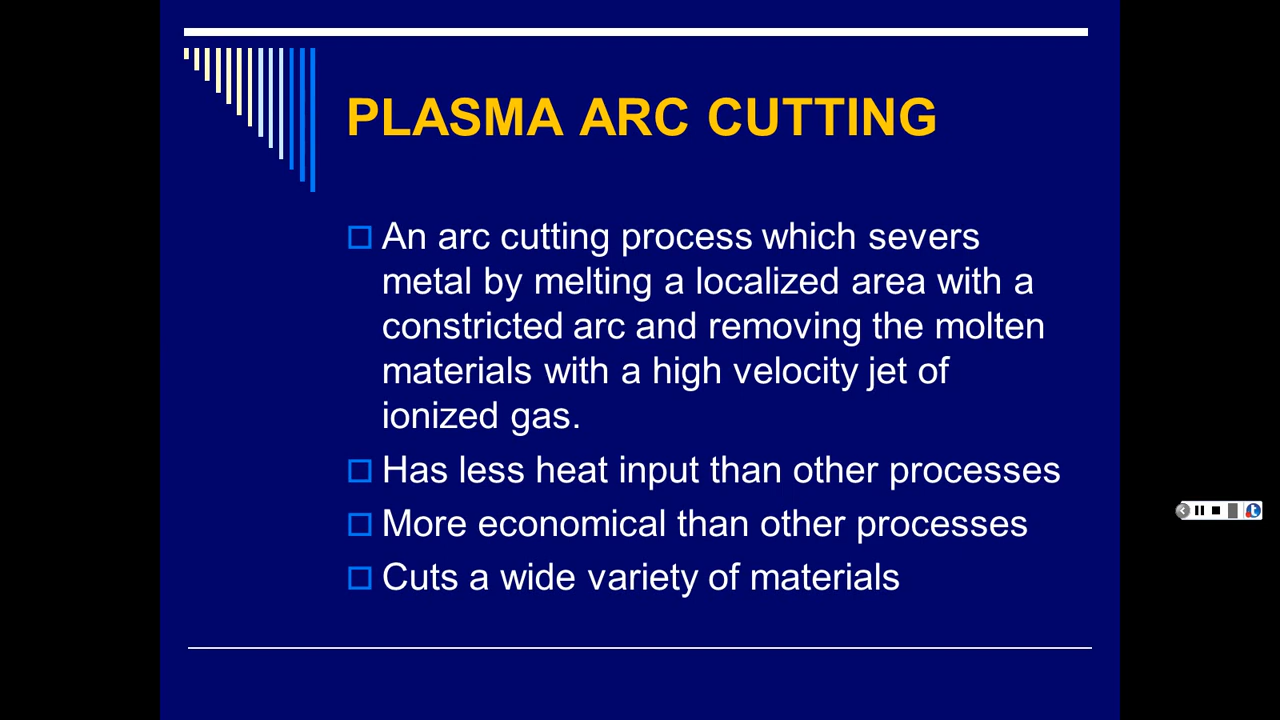 PLASMA ARC CUTTING
An arc cutting process which severs
metal by melting a localized area with a
constricted arc and removing the molten
materials with a high velocity jet of
ionized gas.
Has less heat input than other processes
More economical than other processes
Cuts a wide variety of materials